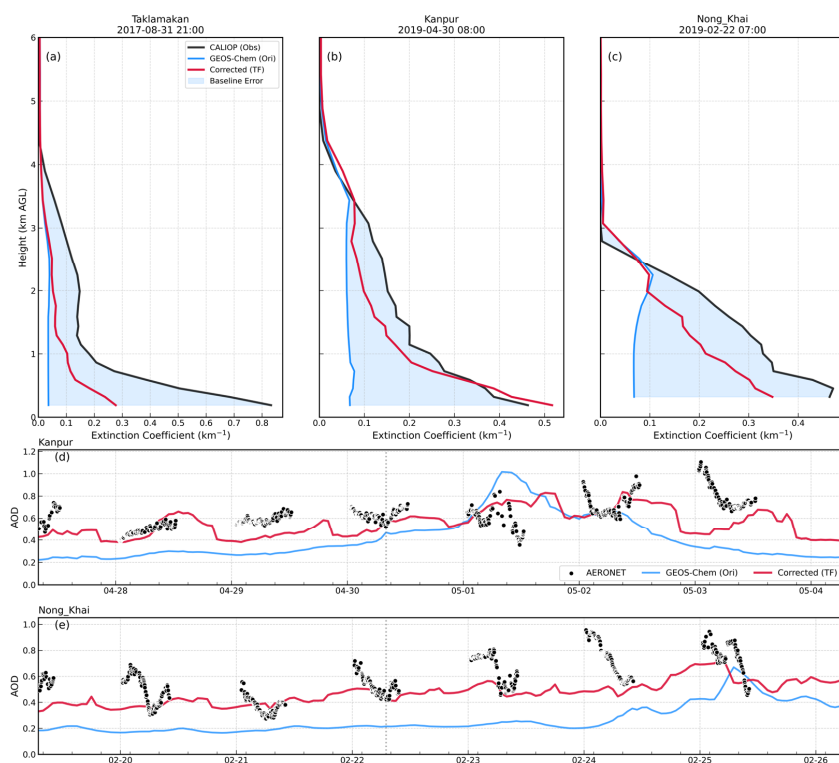 Taklamakan
2017-08-31 21:00
Kanpur
2019-04-30 08:00
Nong_Khai
2019-02-22 07:00
(a)
CALIOP (Obs)
GEOS-Chem (Ori)
Corrected (TF)
Baseline Error
(b)
(c)
Height (km AGL)
6
5
4
3
2
1
0
0.0 0.1 0.2 0.3 0.4 0.5 0.6 0.7 0.8
0.0 0.1 0.2 0.3 0.4 0.5
0.0 0.1 0.2 0.3 0.4
Extinction Coefficient (km⁻¹)
Extinction Coefficient (km⁻¹)
Extinction Coefficient (km⁻¹)
Kanpur
(d)
AOD
1.2
1.0
0.8
0.6
0.4
0.2
0.0
AERONET GEOS-Chem (Ori) Corrected (TF)
04-28 04-29 04-30 05-01 05-02 05-03 05-04
Nong_Khai
(e)
AOD
1.0
0.8
0.6
0.4
0.2
0.0
02-20 02-21 02-22 02-23 02-24 02-25 02-26